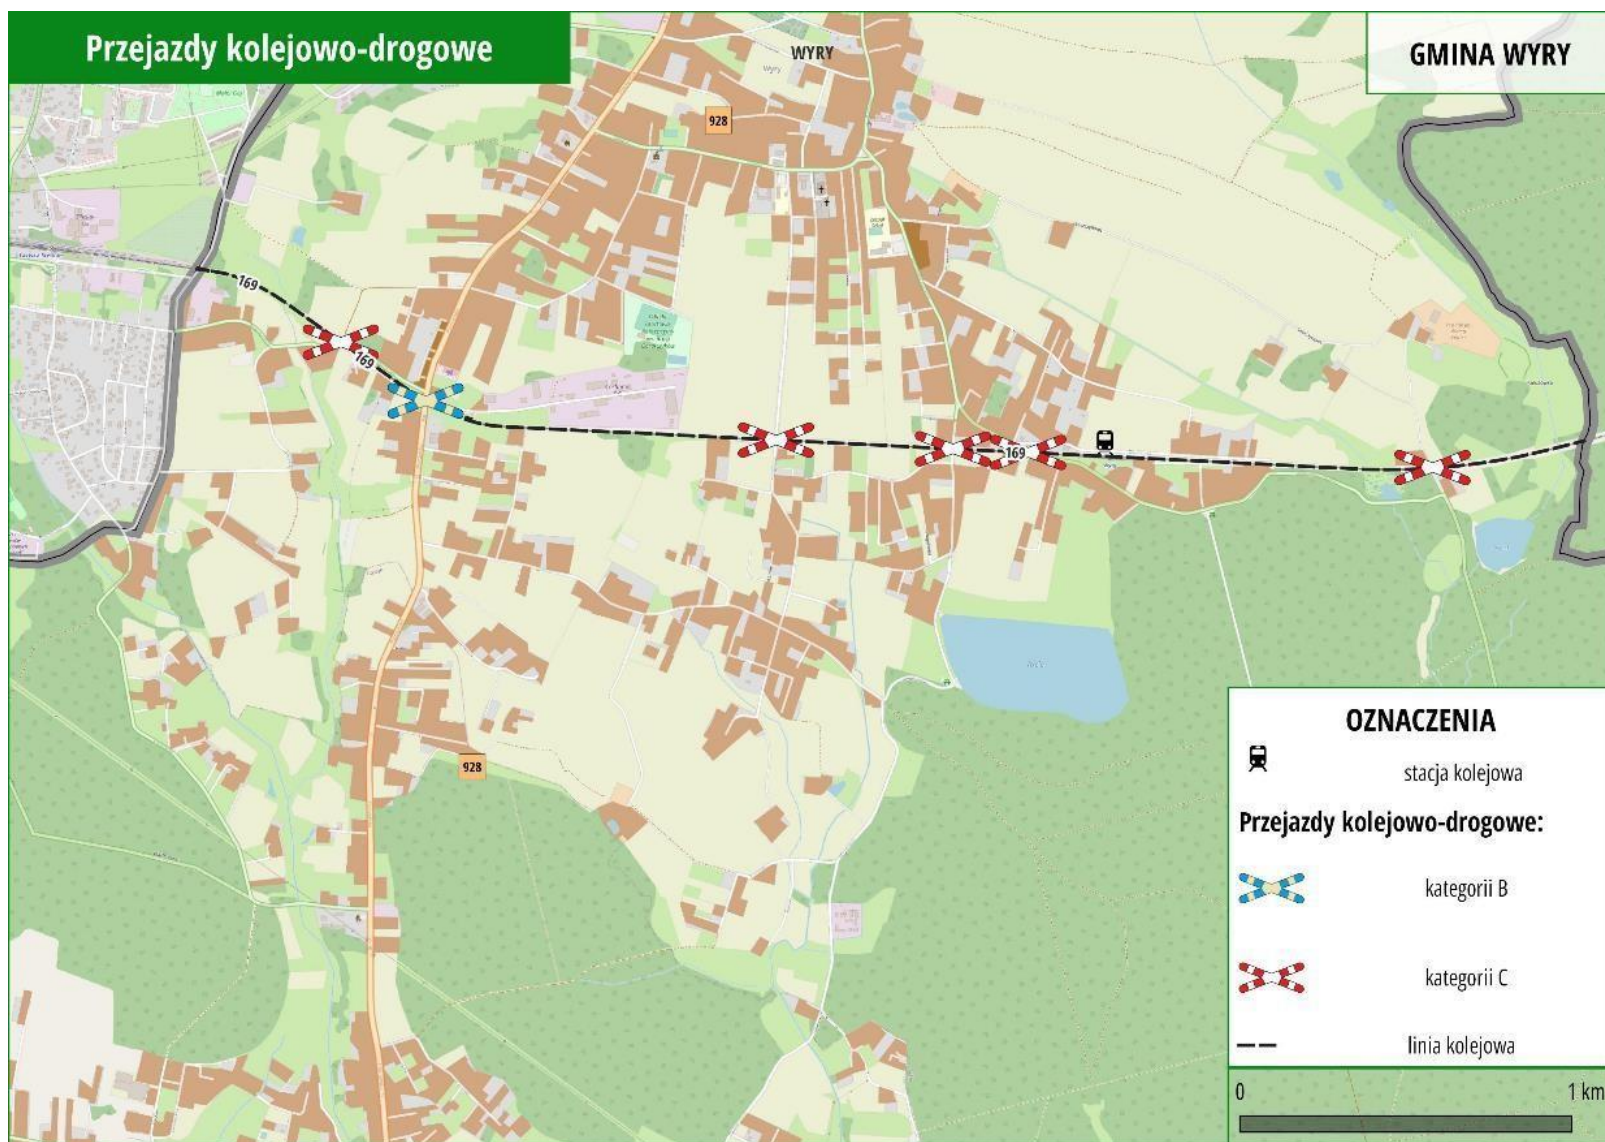 Przejazdy kolejowo-drogowe
GMINA WYRY
WYRY
Wyry
928
169
169
169
928
OZNACZENIA
stacja kolejowa
Przejazdy kolejowo-drogowe:
kategorii B
kategorii C
linia kolejowa
0
1 km